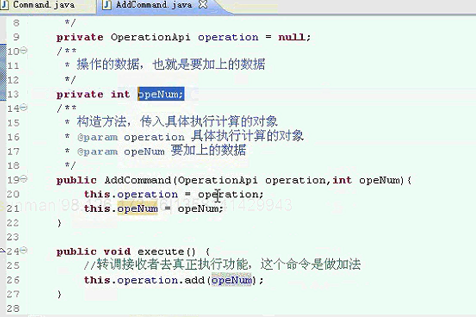 Command.java AddCommand.java
8 */
9 private OperationApi operation = null;
10 /**
11 * 操作的数据，也就是要加上的数据
12 */
13 private int opeNum;
14 /**
15 * 构造方法，传入具体执行计算的对象
16 * @param operation 具体执行计算的对象
17 * @param opeNum 要加上的数据
18 */
19 public AddCommand(OperationApi operation,int opeNum){
20 this.operation = operation;
21 this.opeNum = opeNum;
22 }
23
24 public void execute() {
25 //转调接收者去真正执行功能，这个命令是做加法
26 this.operation.add(opeNum);
27 }
28